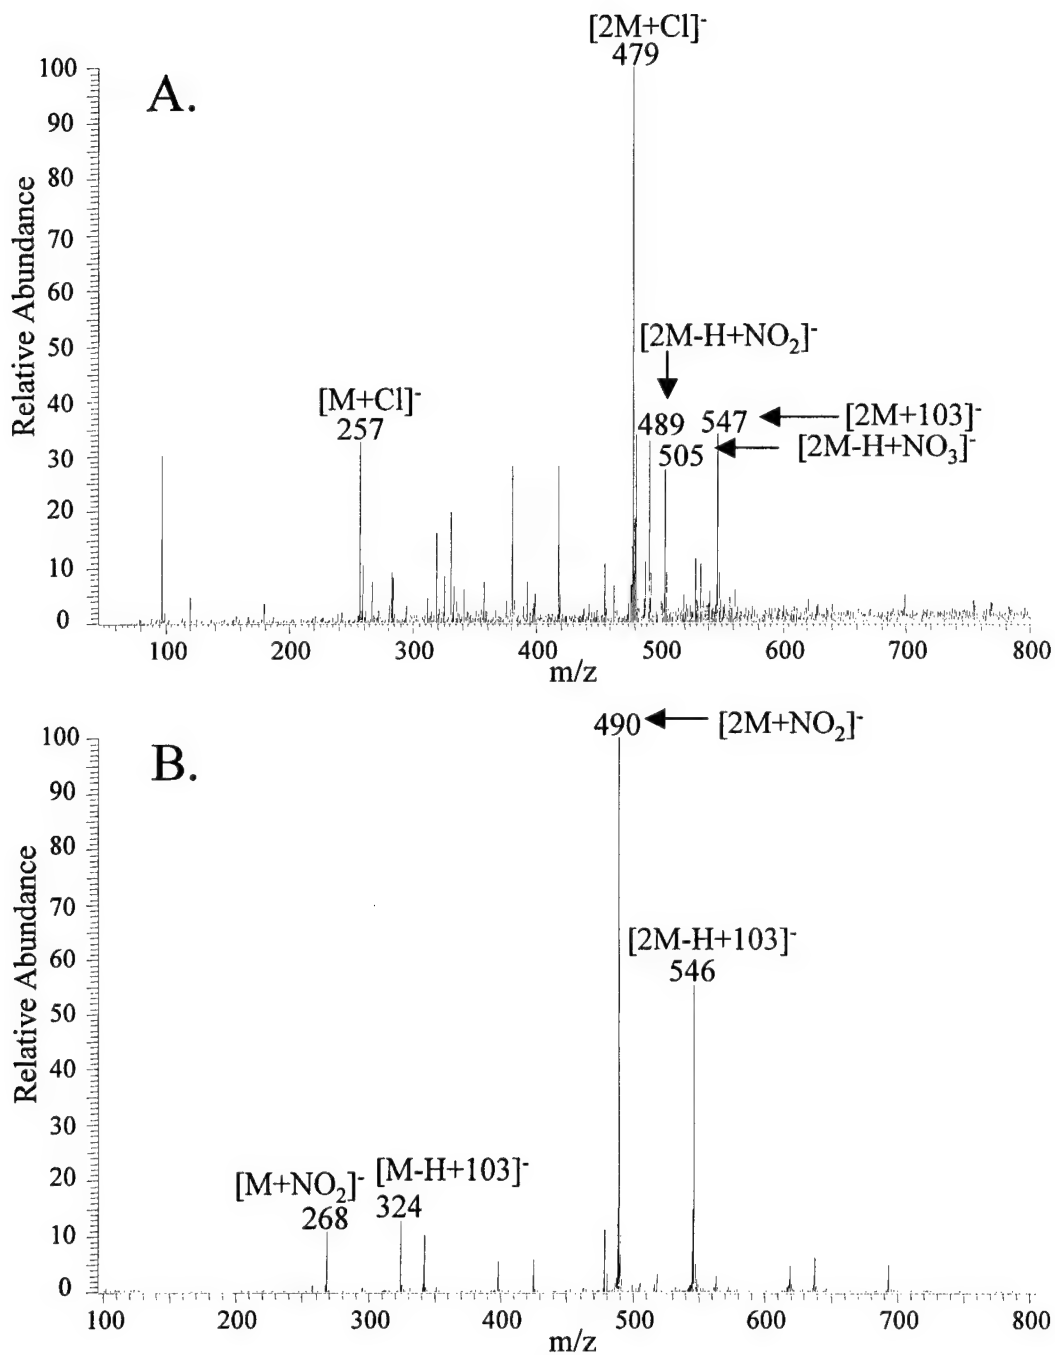 [2M+Cl]-
479
100
A.
90
80
70
60
50
40
30
20
10
0
Relative Abundance
[2M-H+NO2]-
[M+Cl]-
257
489
547
[2M+103]-
505
[2M-H+NO3]-
100 200 300 400 500 600 700 800
m/z
490
[2M+NO2]-
100
B.
90
80
70
60
50
40
30
20
10
0
Relative Abundance
[2M-H+103]-
546
[M+NO2]-
268
[M-H+103]-
324
100 200 300 400 500 600 700 800
m/z